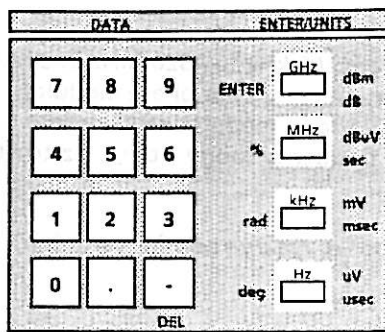 DATA ENTER/UNITS
7 8 9 ENTER GHz dBm
dB
4 5 6 % MHz dBuV
sec
1 2 3 rad kHz mV
msec
0 . - deg Hz uV
usec
DEL